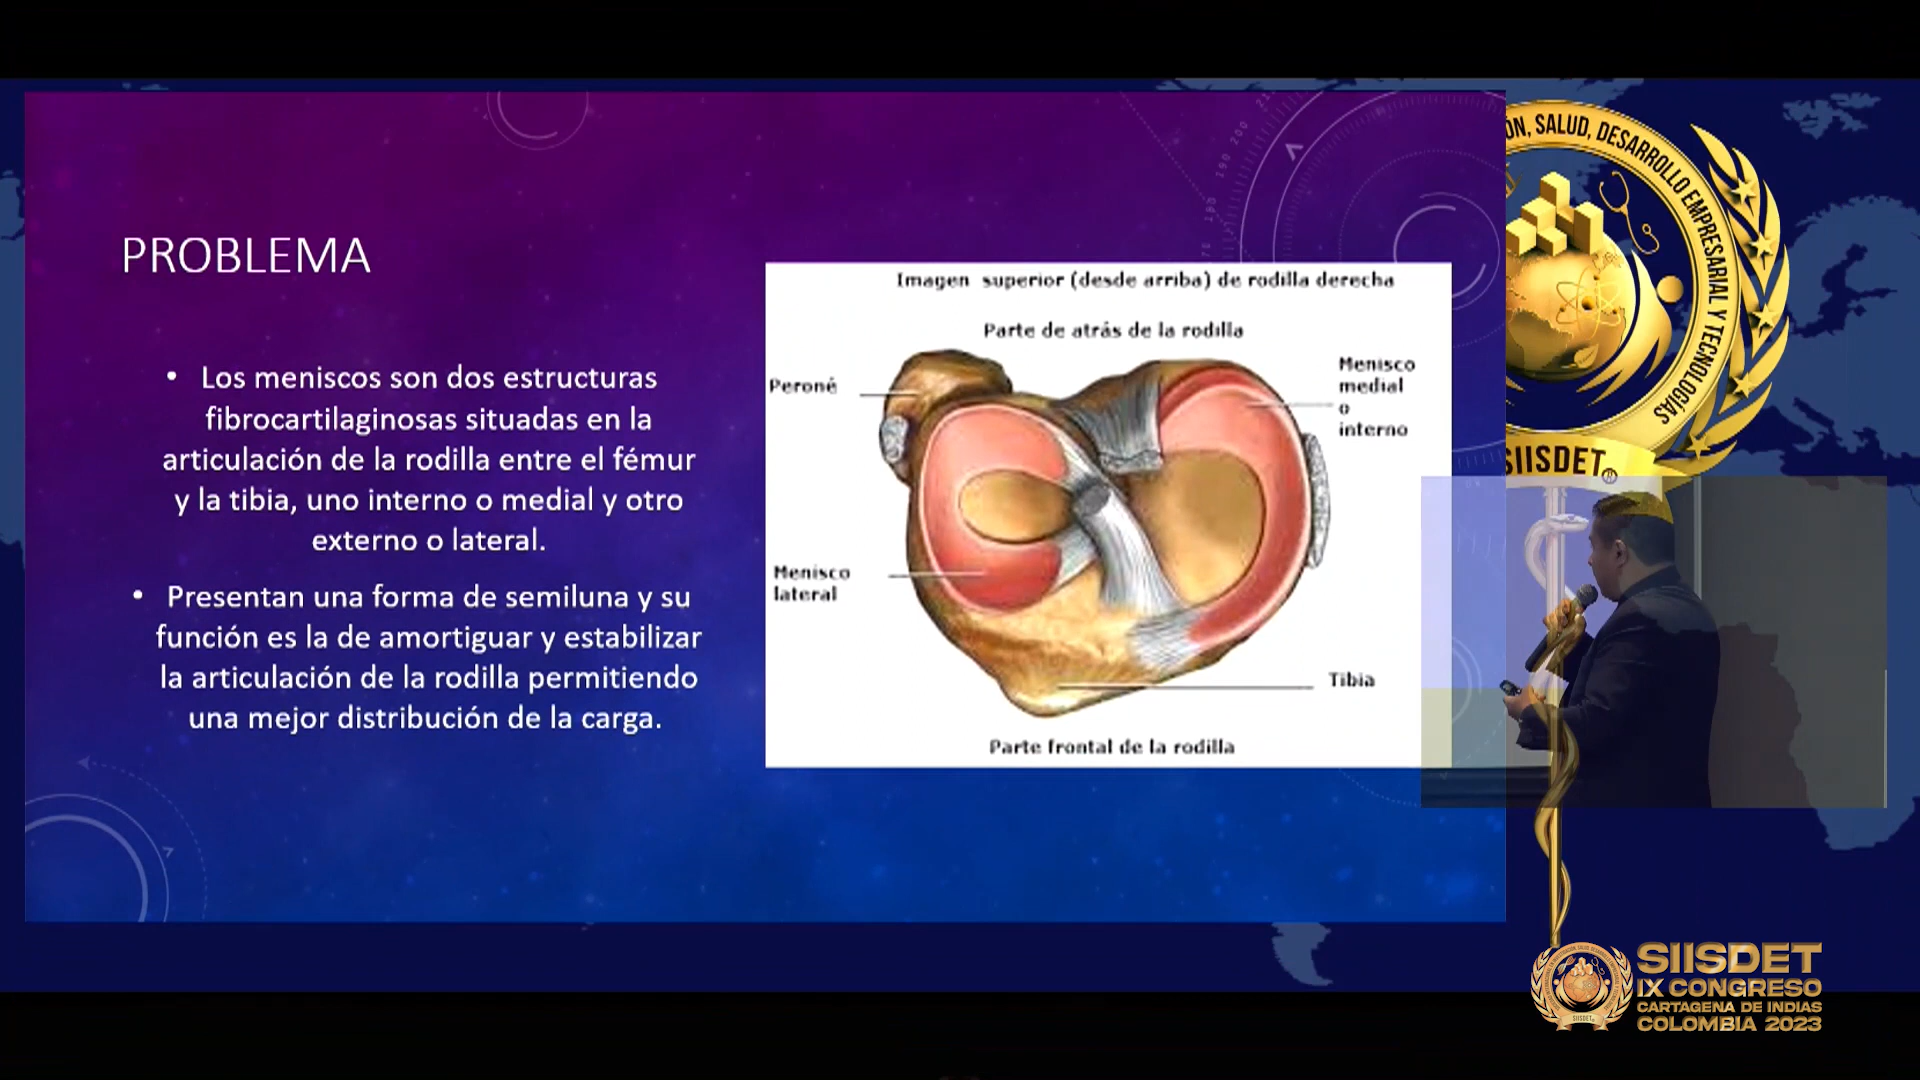 PROBLEMA
• Los meniscos son dos estructuras
fibrocartilaginosas situadas en la
articulación de la rodilla entre el fémur
y la tibia, uno interno o medial y otro
externo o lateral.
• Presentan una forma de semiluna y su
función es la de amortiguar y estabilizar
la articulación de la rodilla permitiendo
una mejor distribución de la carga.
Imagen superior (desde arriba) de rodilla derecha
Parte de atrás de la rodilla
Peroné
Menisco
medial
o
interno
Menisco
lateral
Tibia
Parte frontal de la rodilla
ÓN, SALUD, DESARROLLO EMPRESARIAL Y TECNOLOGÍAS
SIISDET®
SIISDET
IX CONGRESO
CARTAGENA DE INDIAS
COLOMBIA 2023